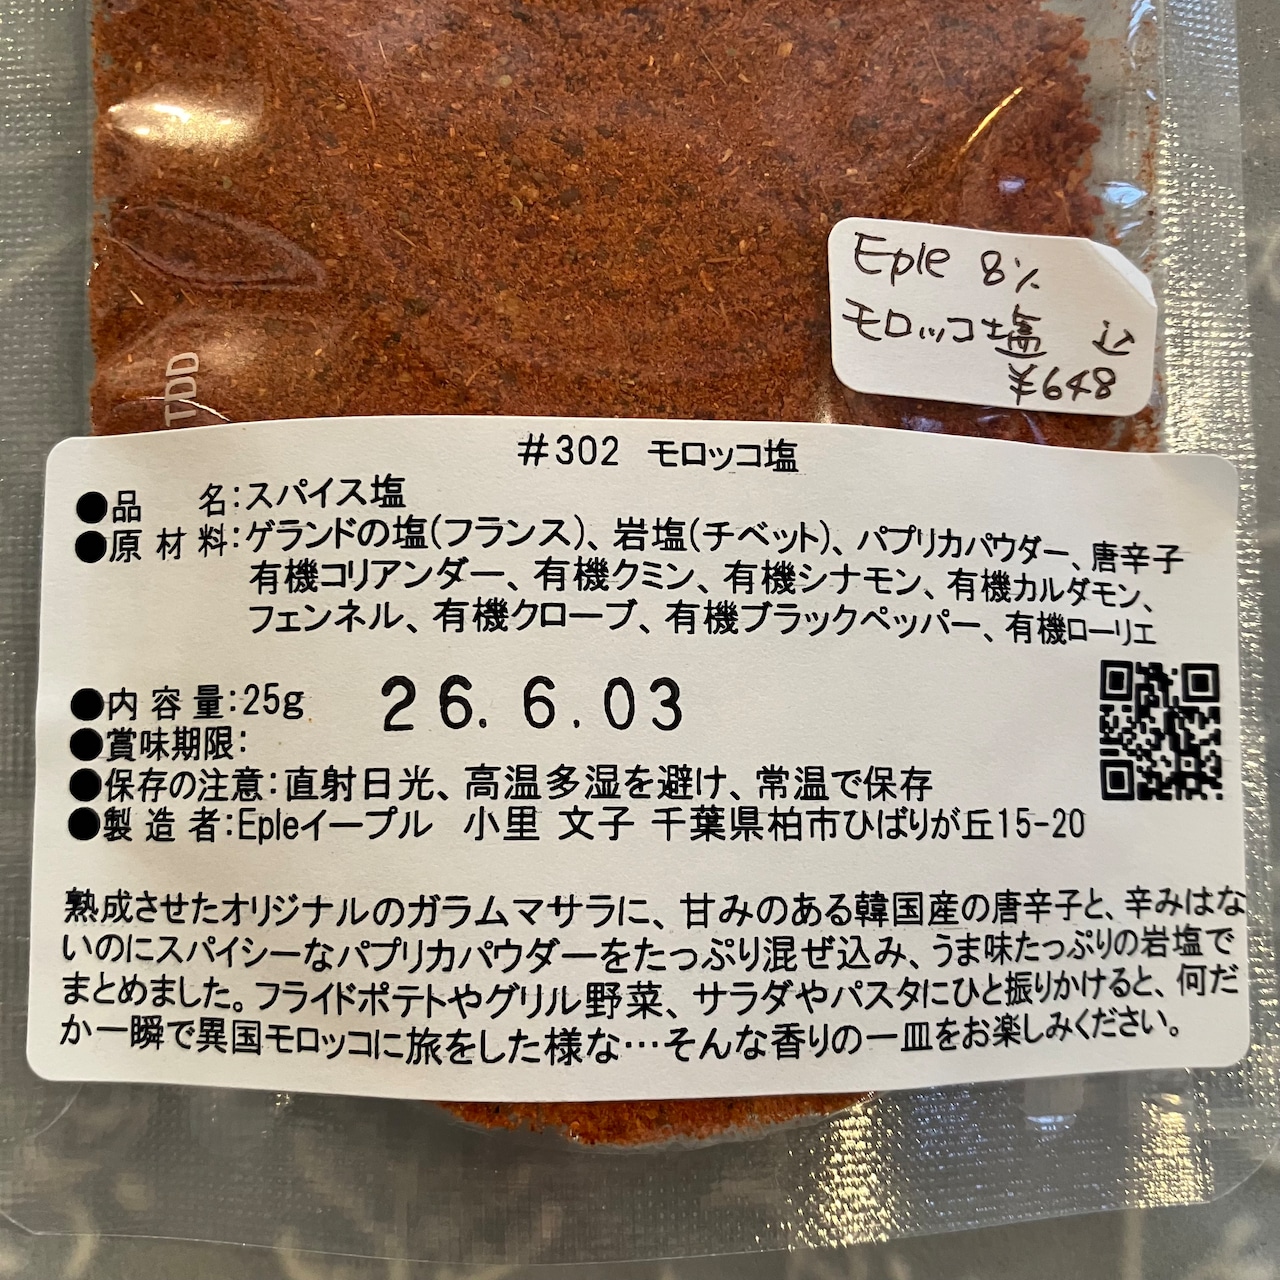 Eple 8%
モロッコ塩 込
¥648
TDD
#302 モロッコ塩
●品 名:スパイス塩
●原材料:ゲランドの塩(フランス)、岩塩(チベット)、パプリカパウダー、唐辛子
有機コリアンダー、有機クミン、有機シナモン、有機カルダモン、
フェンネル、有機クローブ、有機ブラックペッパー、有機ローリエ
●内容量:25g
26.6.03
●賞味期限:
●保存の注意:直射日光、高温多湿を避け、常温で保存
●製造者:Epleイープル 小里 文子 千葉県柏市ひばりが丘15-20
熟成させたオリジナルのガラムマサラに、甘みのある韓国産の唐辛子と、辛みはな
いのにスパイシーなパプリカパウダーをたっぷり混ぜ込み、うま味たっぷりの岩塩で
まとめました。フライドポテトやグリル野菜、サラダやパスタにひと振りかけると、何だ
か一瞬で異国モロッコに旅をした様な…そんな香りの一皿をお楽しみください。